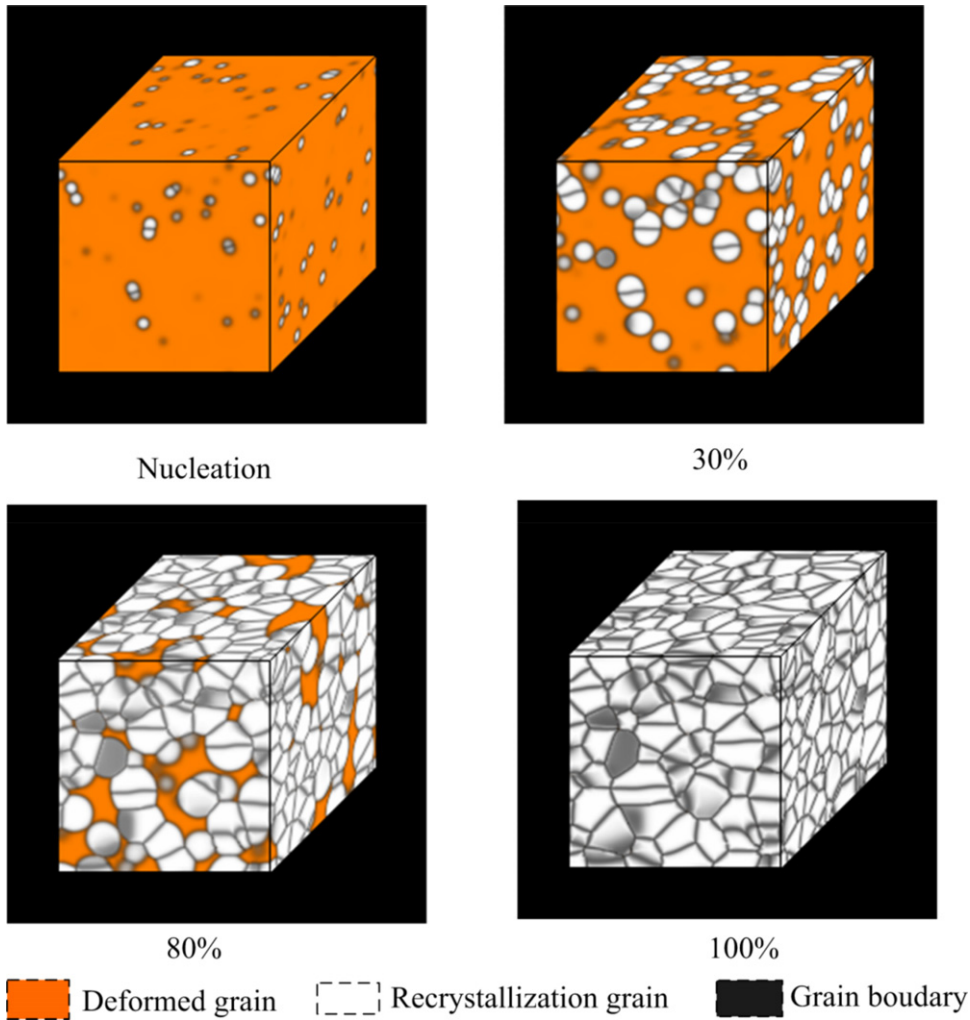 Nucleation
30%
80%
100%
Deformed grain
Recrystallization grain
Grain boudary